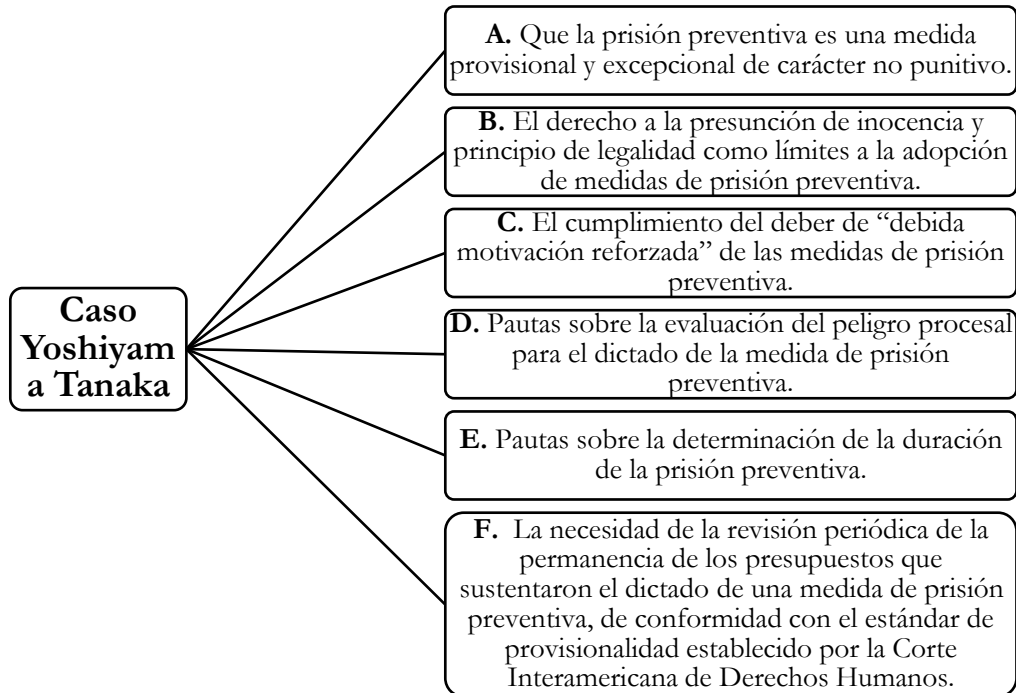 Caso
Yoshiyam
a Tanaka
A. Que la prisión preventiva es una medida
provisional y excepcional de carácter no punitivo.
B. El derecho a la presunción de inocencia y
principio de legalidad como límites a la adopción
de medidas de prisión preventiva.
C. El cumplimiento del deber de “debida
motivación reforzada” de las medidas de prisión
preventiva.
D. Pautas sobre la evaluación del peligro procesal
para el dictado de la medida de prisión
preventiva.
E. Pautas sobre la determinación de la duración
de la prisión preventiva.
F. La necesidad de la revisión periódica de la
permanencia de los presupuestos que
sustentaron el dictado de una medida de prisión
preventiva, de conformidad con el estándar de
provisionalidad establecido por la Corte
Interamericana de Derechos Humanos.